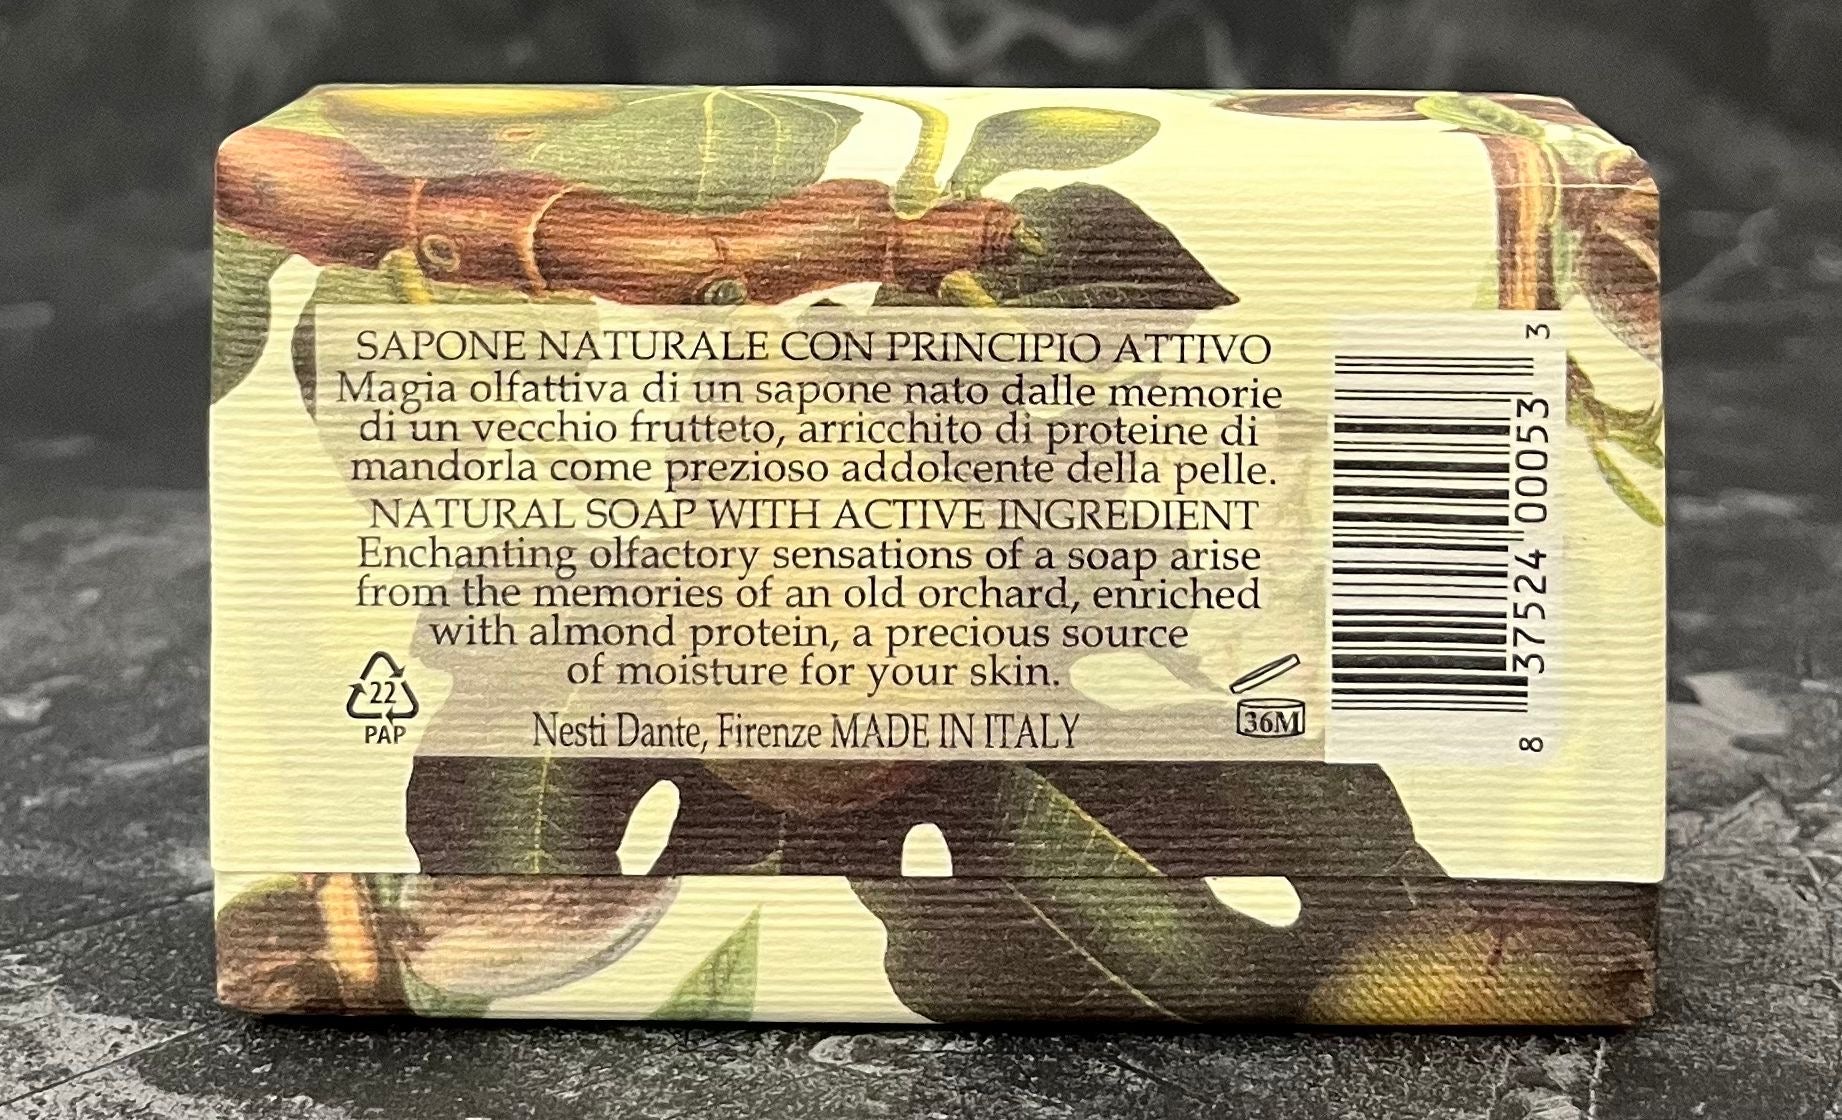 SAPONE NATURALE CON PRINCIPIO ATTIVO
Magia olfattiva di un sapone nato dalle memorie
di un vecchio frutteto, arricchito di proteine di
mandorla come prezioso addolcente della pelle.
NATURAL SOAP WITH ACTIVE INGREDIENT
Enchanting olfactory sensations of a soap arise
from the memories of an old orchard, enriched
with almond protein, a precious source
of moisture for your skin.
22
PAP
Nesti Dante, Firenze MADE IN ITALY
36M
8 37524 00053 3